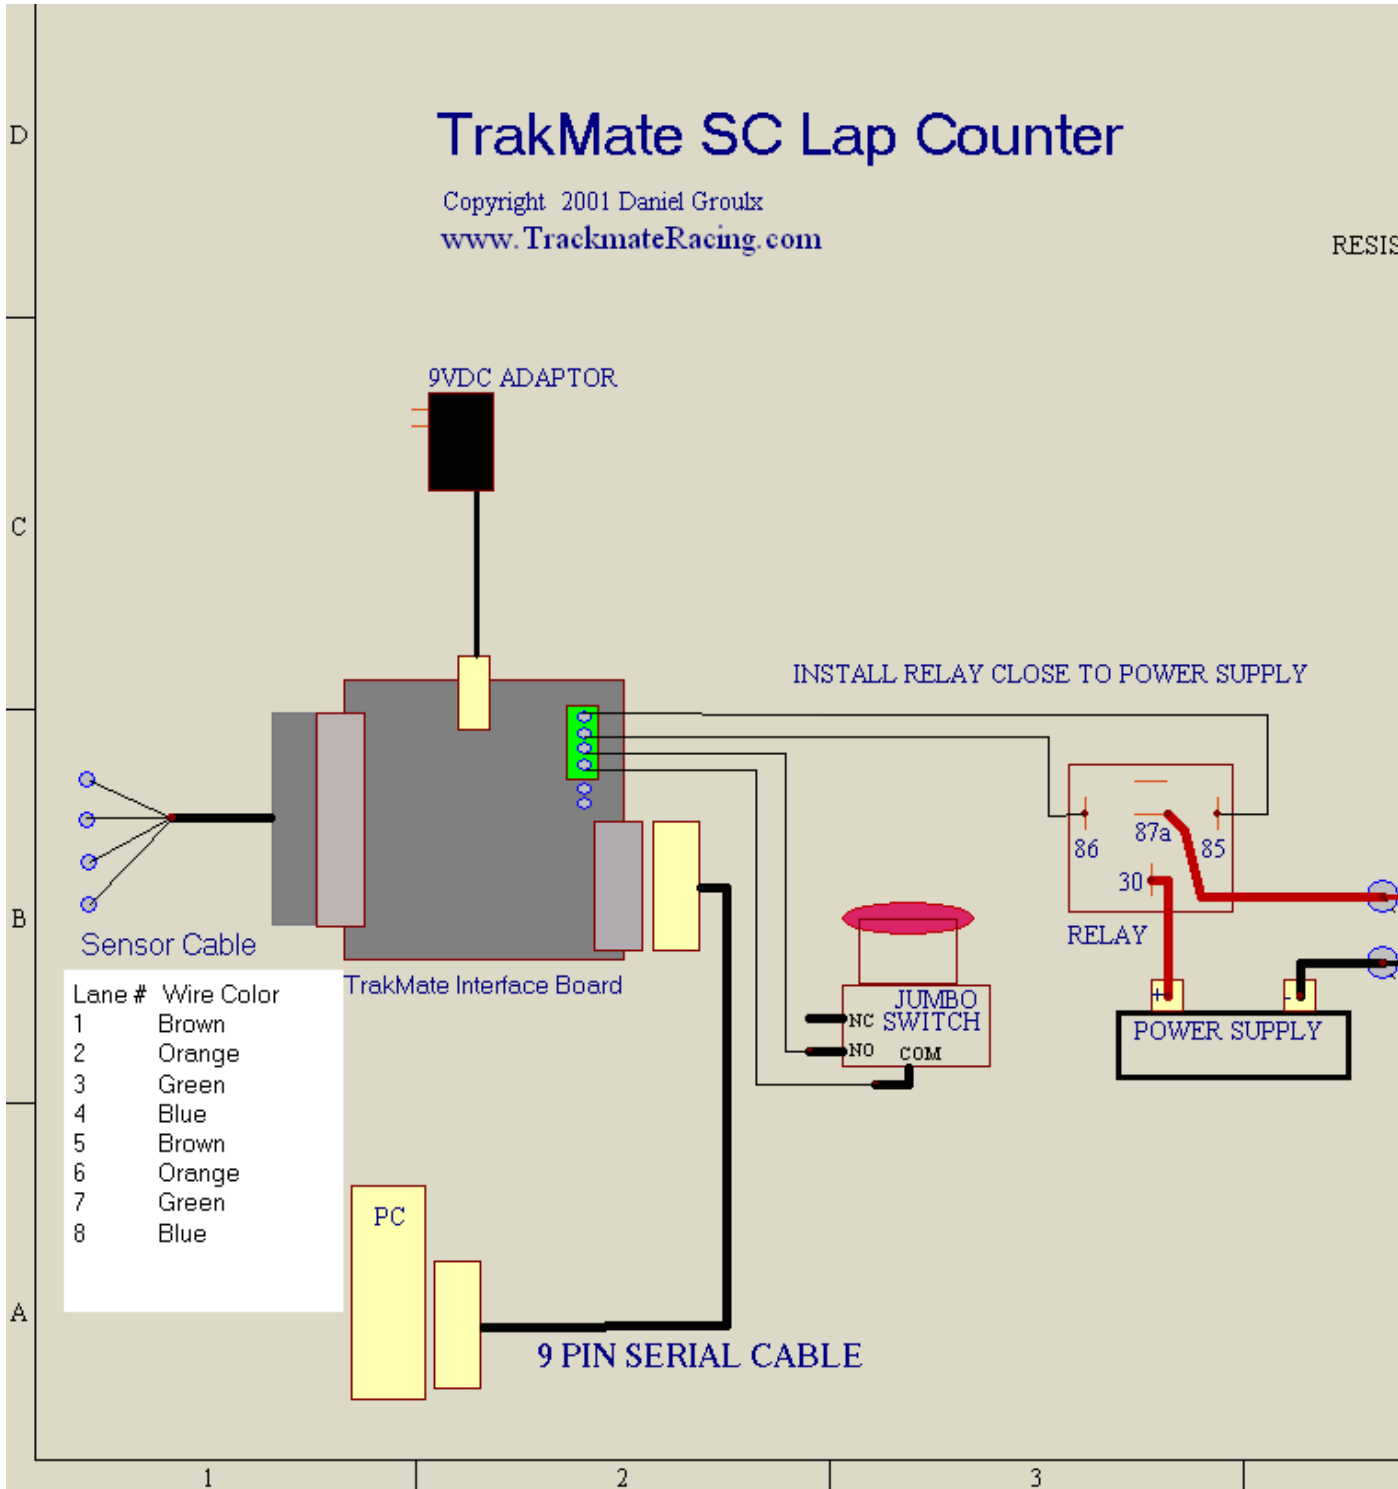 D
TrakMate SC Lap Counter
Copyright 2001 Daniel Groulx
www.TrackmateRacing.com
RESIS
9VDC ADAPTOR
C
INSTALL RELAY CLOSE TO POWER SUPPLY
86
87a
85
30
RELAY
B
Sensor Cable
TrakMate Interface Board
Lane # Wire Color
1 Brown
2 Orange
3 Green
4 Blue
5 Brown
6 Orange
7 Green
8 Blue
JUMBO
NC SWITCH
NO COM
+ -
POWER SUPPLY
PC
A
9 PIN SERIAL CABLE
1 2 3